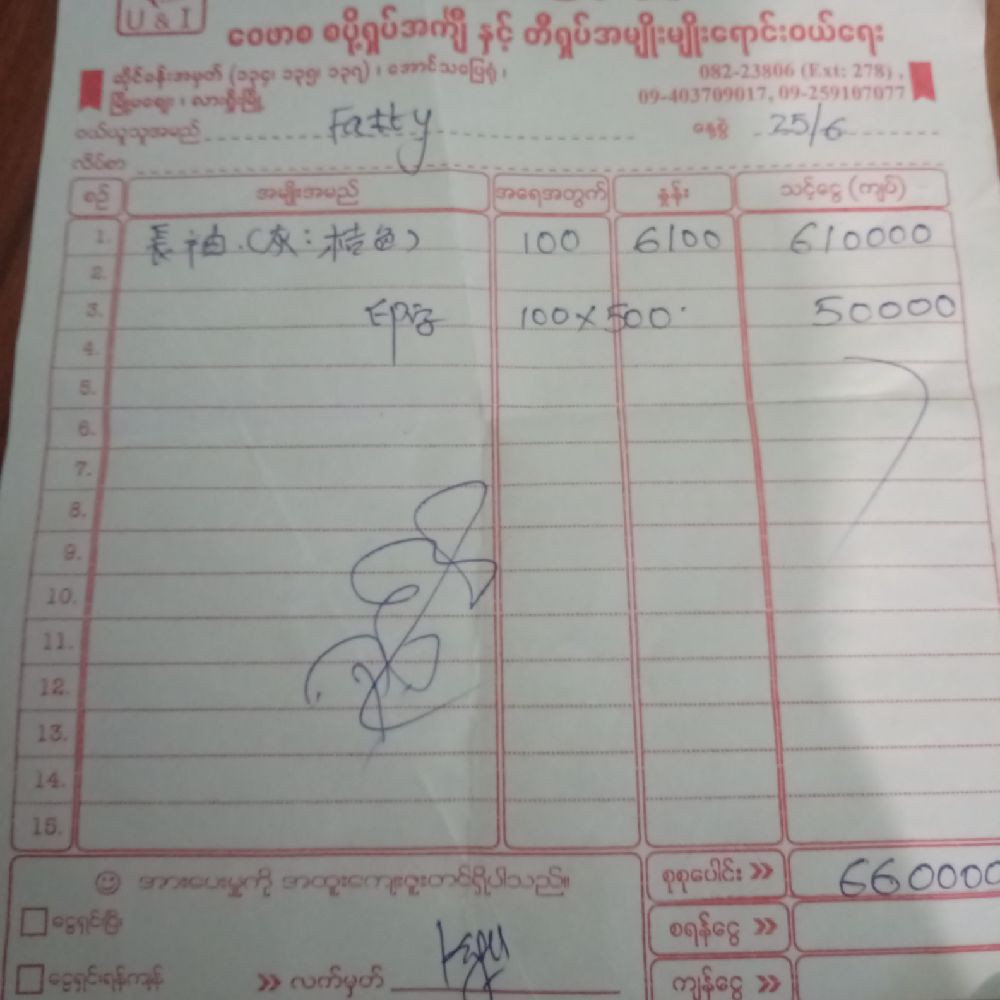 U & I
ဝေဟာစ စပို့ရှပ်အင်္ကျီ နှင့် တီရှပ်အမျိုးမျိုးရောင်းဝယ်ရေး
ဆိုင်ခန်းအမှတ် (၁၃၄၊ ၁၃၅၊ ၁၃၇) ၊ အောင်သပြေရုံ ၊ 082-23806 (Ext: 278) ,
မြို့မဈေး ၊ လားရှိုးမြို့ 09-403709017, 09-259107077
ဝယ်ယူသူအမည် Fatty နေ့စွဲ 25/6
လိပ်စာ
စဉ် အမျိုးအမည် အရေအတွက် နှုန်း သင့်ငွေ (ကျပ်)
1. 長袖 100 6100 610000
2.
3. 100 x 500 50000
4.
5.
6.
7.
8.
9.
10.
11.
12.
13.
14.
15.
အားပေးမှုကို အထူးကျေးဇူးတင်ရှိပါသည်။ စုစုပေါင်း >> 660000
ငွေရှင်းပြီး စရန်ငွေ >>
ငွေရှင်းရန်ကျန် >> လက်မှတ် ကျန်ငွေ >>